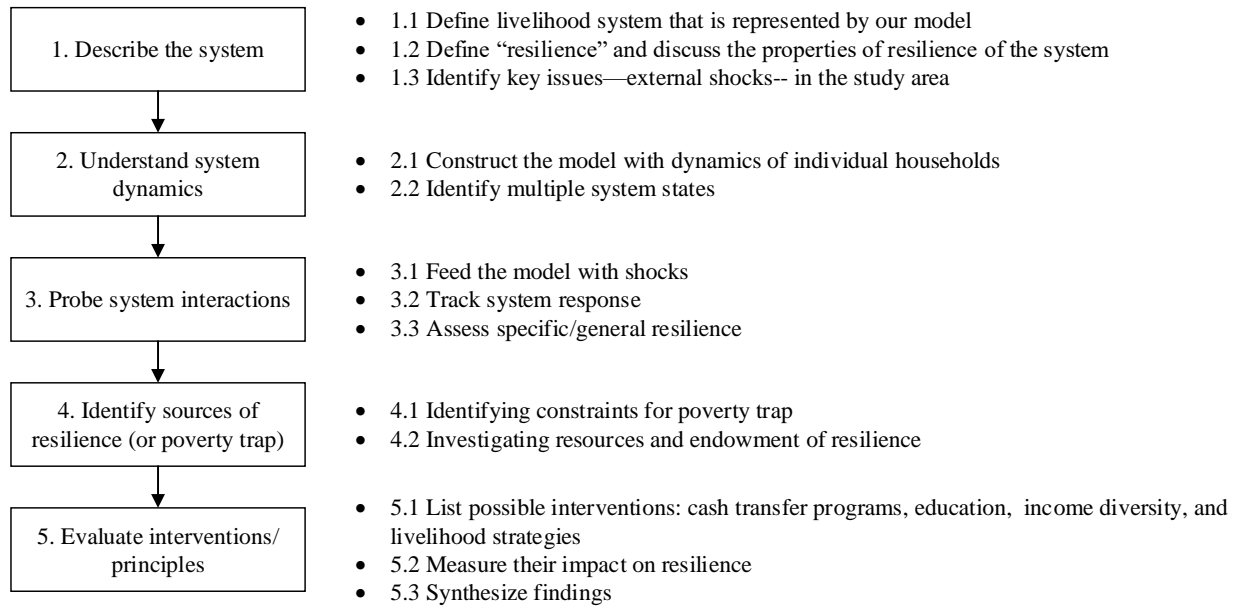 1. Describe the system
• 1.1 Define livelihood system that is represented by our model
• 1.2 Define “resilience” and discuss the properties of resilience of the system
• 1.3 Identify key issues—external shocks-- in the study area
2. Understand system
dynamics
• 2.1 Construct the model with dynamics of individual households
• 2.2 Identify multiple system states
3. Probe system interactions
• 3.1 Feed the model with shocks
• 3.2 Track system response
• 3.3 Assess specific/general resilience
4. Identify sources of
resilience (or poverty trap)
• 4.1 Identifying constraints for poverty trap
• 4.2 Investigating resources and endowment of resilience
5. Evaluate interventions/
principles
• 5.1 List possible interventions: cash transfer programs, education, income diversity, and
livelihood strategies
• 5.2 Measure their impact on resilience
• 5.3 Synthesize findings